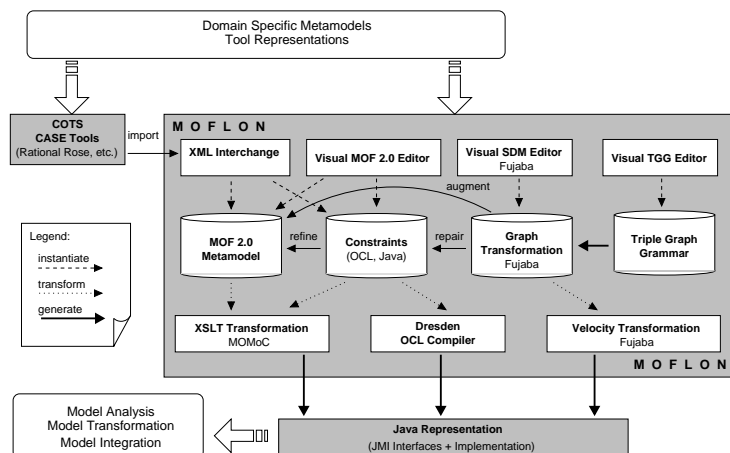 Domain Specific Metamodels
Tool Representations
COTS
CASE Tools
(Rational Rose, etc.)
import
M O F L O N
XML Interchange
Visual MOF 2.0 Editor
Visual SDM Editor
Fujaba
Visual TGG Editor
augment
MOF 2.0
Metamodel
refine
Constraints
(OCL, Java)
repair
Graph
Transformation
Fujaba
Triple Graph
Grammar
Legend:
instantiate
transform
generate
XSLT Transformation
MOMoC
Dresden
OCL Compiler
Velocity Transformation
Fujaba
M O F L O N
Model Analysis
Model Transformation
Model Integration
Java Representation
(JMI Interfaces + Implementation)